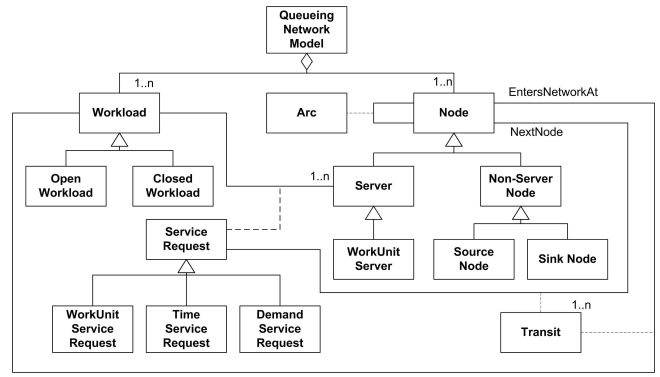 Queueing
Network
Model
1..n
1..n
EntersNetworkAt
Workload
Arc
Node
NextNode
Open
Workload
Closed
Workload
1..n
Server
Non-Server
Node
Service
Request
WorkUnit
Server
Source
Node
Sink Node
WorkUnit
Service
Request
Time
Service
Request
Demand
Service
Request
1..n
Transit